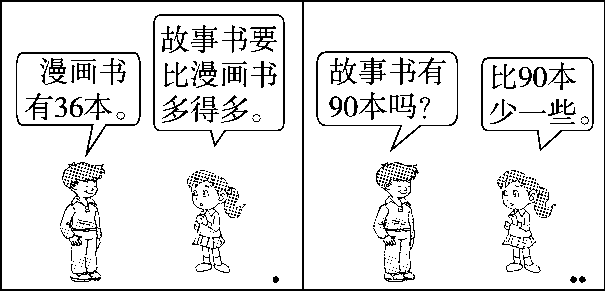 漫画书
有36本。
故事书要
比漫画书
多得多。
故事书有
90本吗？
比90本
少一些。